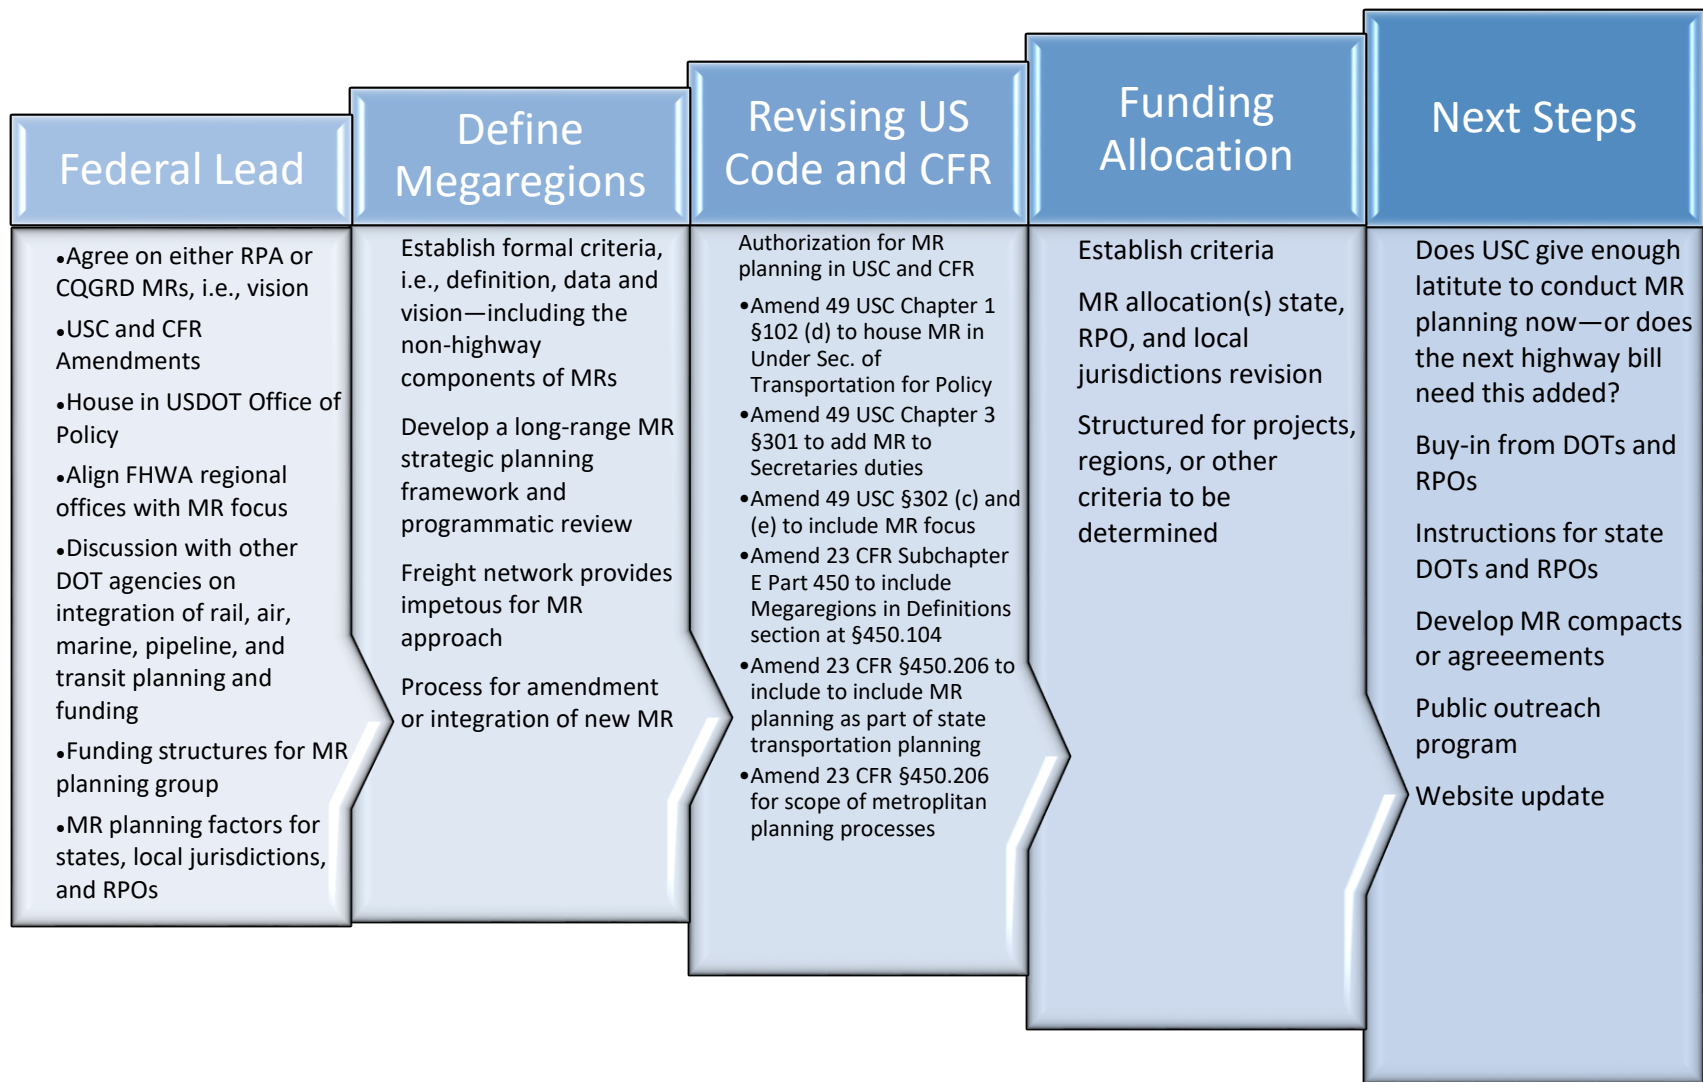 Federal Lead
•Agree on either RPA or
CQGRD MRs, i.e., vision
•USC and CFR
Amendments
•House in USDOT Office of
Policy
•Align FHWA regional
offices with MR focus
•Discussion with other
DOT agencies on
integration of rail, air,
marine, pipeline, and
transit planning and
funding
•Funding structures for MR
planning group
•MR planning factors for
states, local jurisdictions,
and RPOs
Define
Megaregions
Establish formal criteria,
i.e., definition, data and
vision—including the
non-highway
components of MRs
Develop a long-range MR
strategic planning
framework and
programmatic review
Freight network provides
impetous for MR
approach
Process for amendment
or integration of new MR
Revising US
Code and CFR
Authorization for MR
planning in USC and CFR
•Amend 49 USC Chapter 1
§102 (d) to house MR in
Under Sec. of
Transportation for Policy
•Amend 49 USC Chapter 3
§301 to add MR to
Secretaries duties
•Amend 49 USC §302 (c) and
(e) to include MR focus
•Amend 23 CFR Subchapter
E Part 450 to include
Megaregions in Definitions
section at §450.104
•Amend 23 CFR §450.206 to
include to include MR
planning as part of state
transportation planning
•Amend 23 CFR §450.206
for scope of metroplitan
planning processes
Funding
Allocation
Establish criteria
MR allocation(s) state,
RPO, and local
jurisdictions revision
Structured for projects,
regions, or other
criteria to be
determined
Next Steps
Does USC give enough
latitute to conduct MR
planning now—or does
the next highway bill
need this added?
Buy-in from DOTs and
RPOs
Instructions for state
DOTs and RPOs
Develop MR compacts
or agreeements
Public outreach
program
Website update